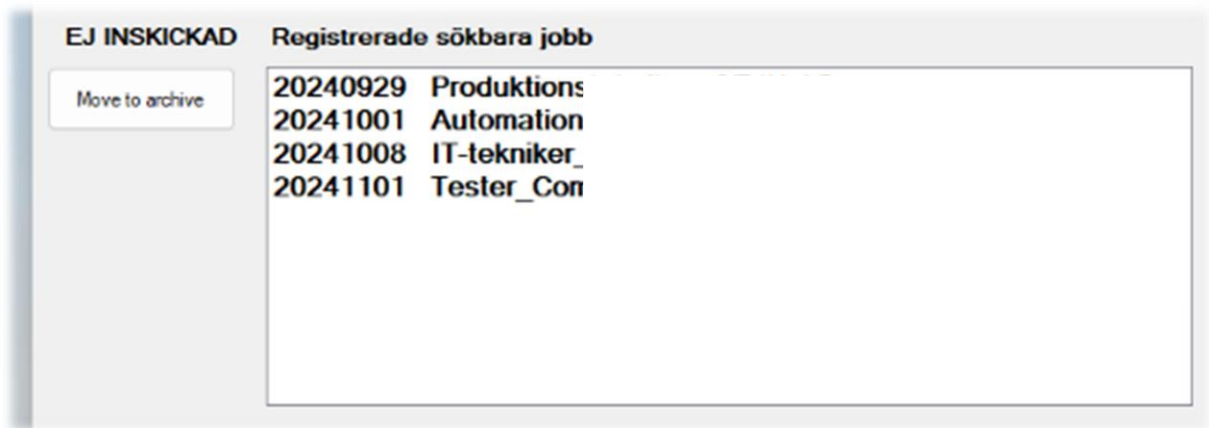 EJ INSKICKAD Registrerade sökbara jobb
Move to archive
20240929 Produktions
20241001 Automation
20241008 IT-tekniker_
20241101 Tester_Com